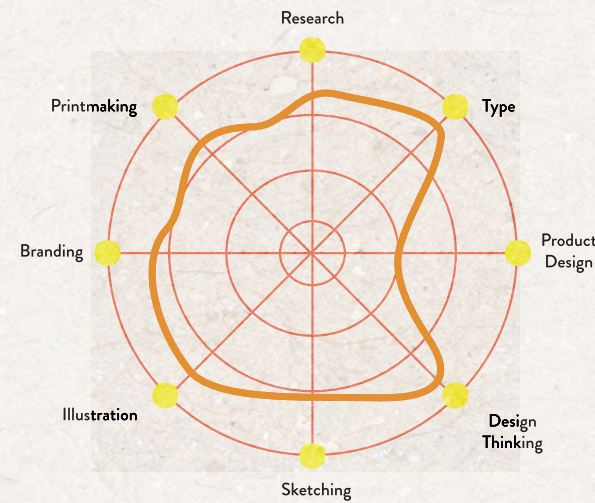 Research
Printmaking
Type
Branding
Product
Design
Illustration
Design
Thinking
Sketching